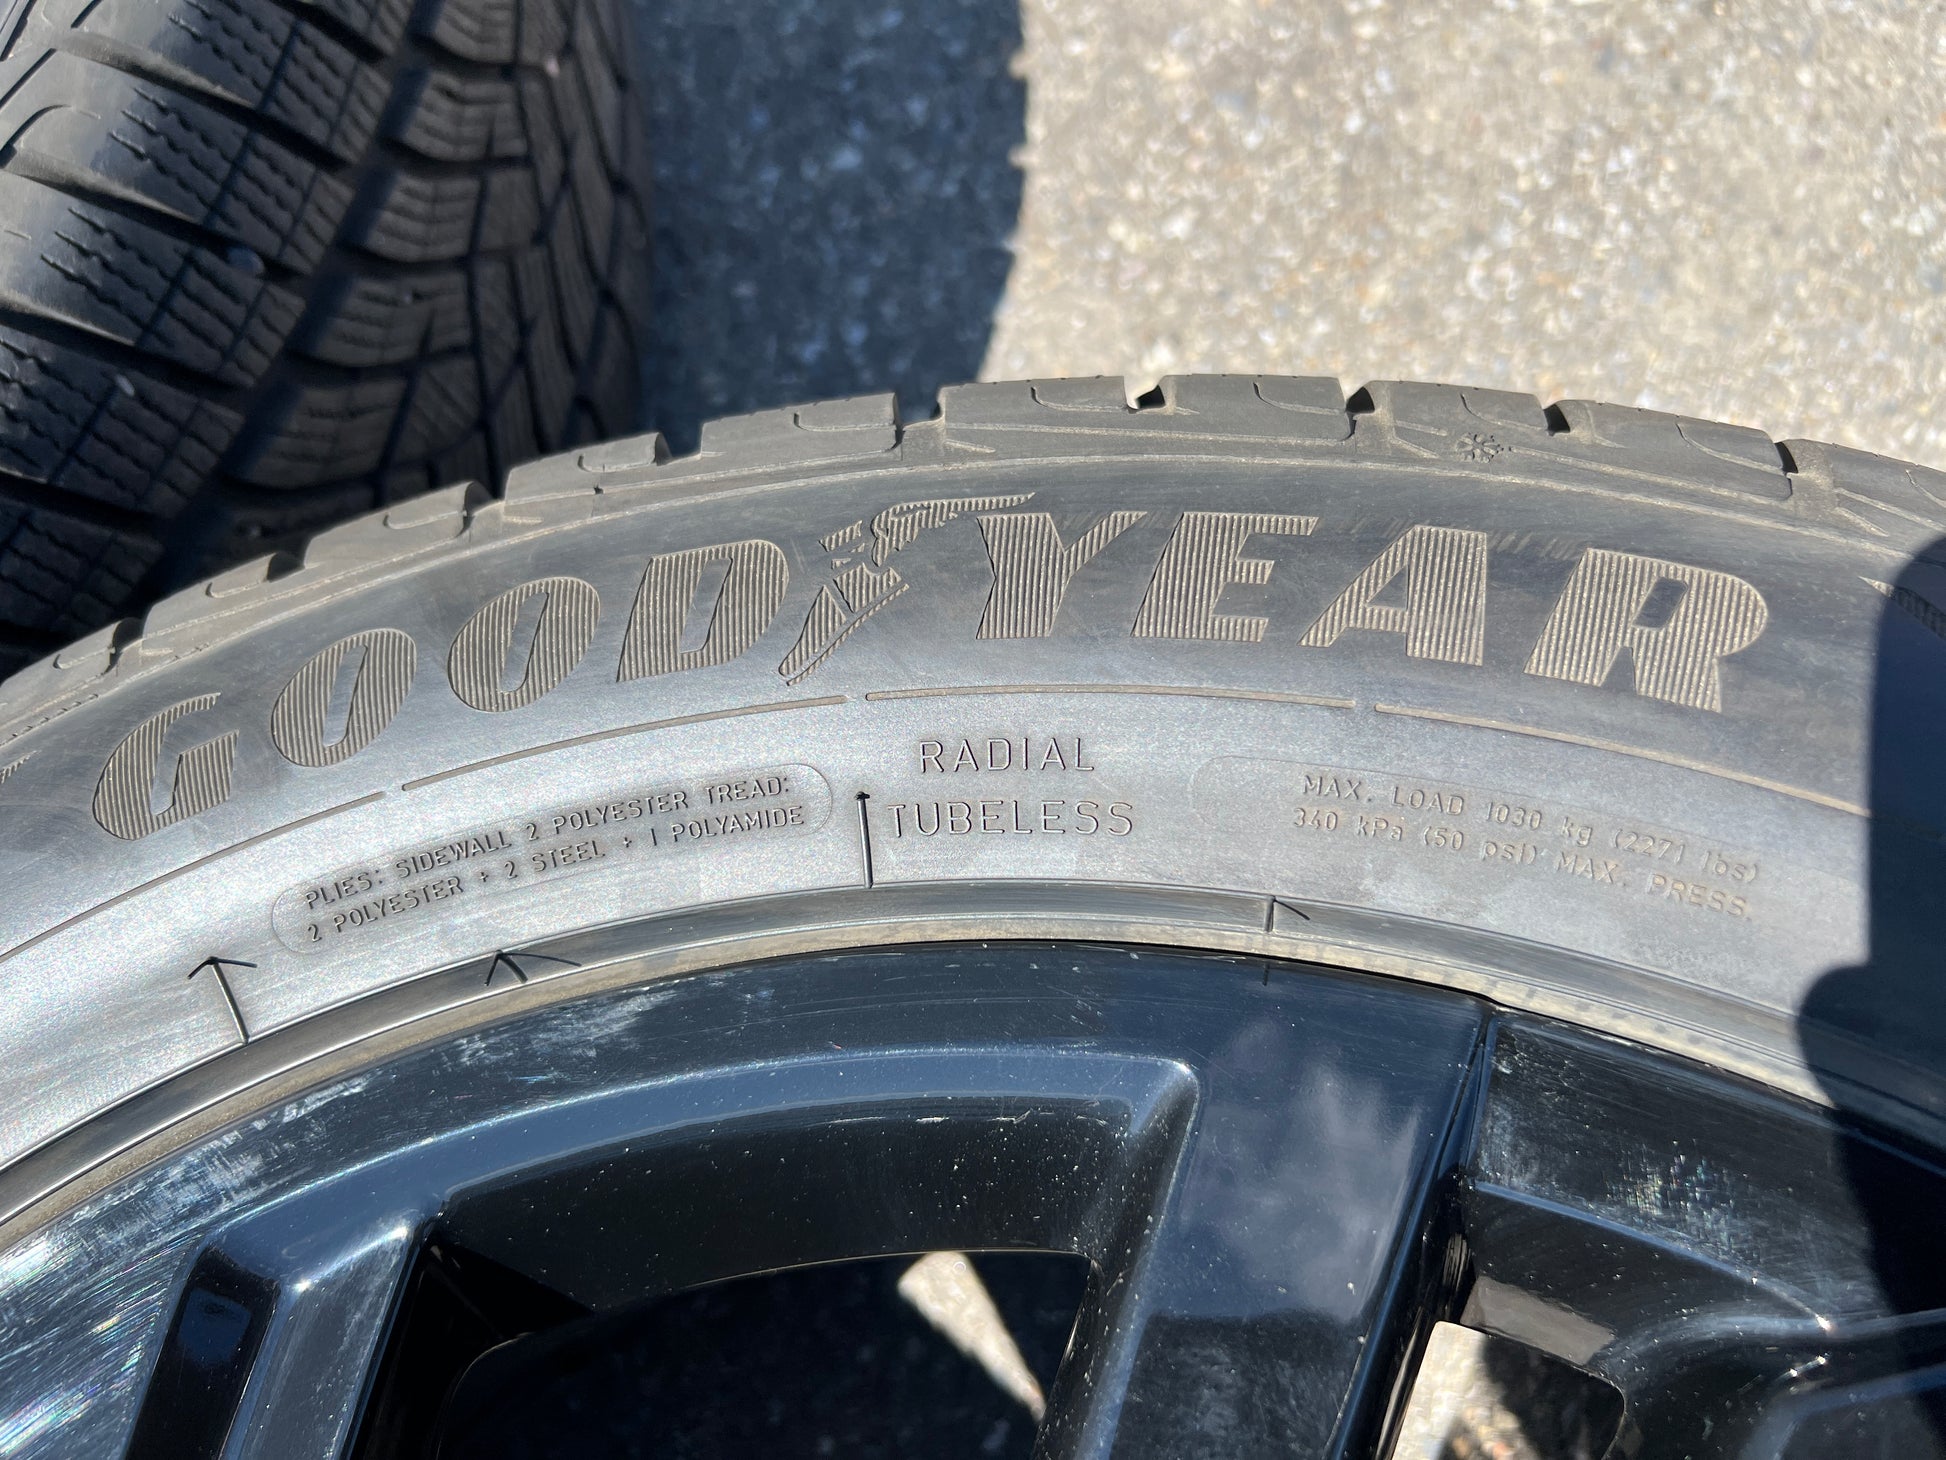 GOODYEAR
RADIAL
TUBELESS
PLIES: SIDEWALL 2 POLYESTER TREAD:
2 POLYESTER + 2 STEEL + 1 POLYAMIDE
MAX. LOAD 1030 kg (2271 lbs)
340 kPa (50 psi) MAX. PRESS.